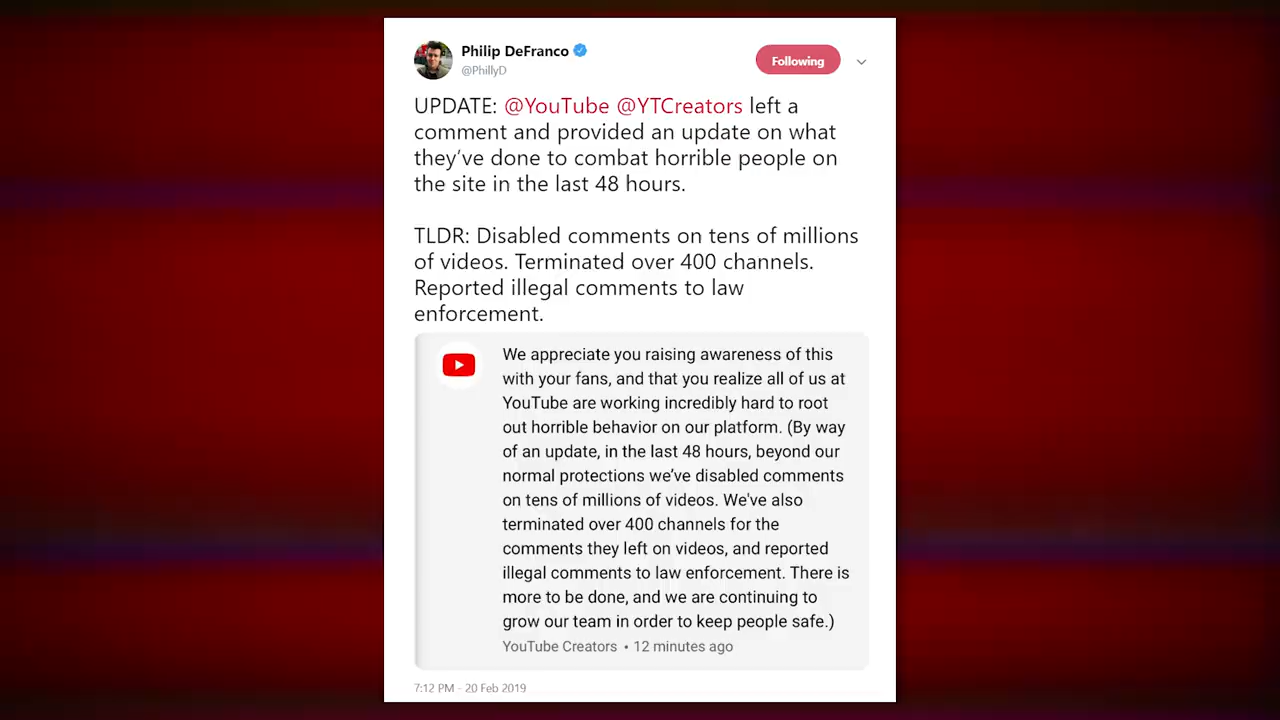 Philip DeFranco
@PhillyD
Following
UPDATE: @YouTube @YTCreators left a
comment and provided an update on what
they’ve done to combat horrible people on
the site in the last 48 hours.
TLDR: Disabled comments on tens of millions
of videos. Terminated over 400 channels.
Reported illegal comments to law
enforcement.
We appreciate you raising awareness of this
with your fans, and that you realize all of us at
YouTube are working incredibly hard to root
out horrible behavior on our platform. (By way
of an update, in the last 48 hours, beyond our
normal protections we’ve disabled comments
on tens of millions of videos. We've also
terminated over 400 channels for the
comments they left on videos, and reported
illegal comments to law enforcement. There is
more to be done, and we are continuing to
grow our team in order to keep people safe.)
YouTube Creators • 12 minutes ago
7:12 PM - 20 Feb 2019